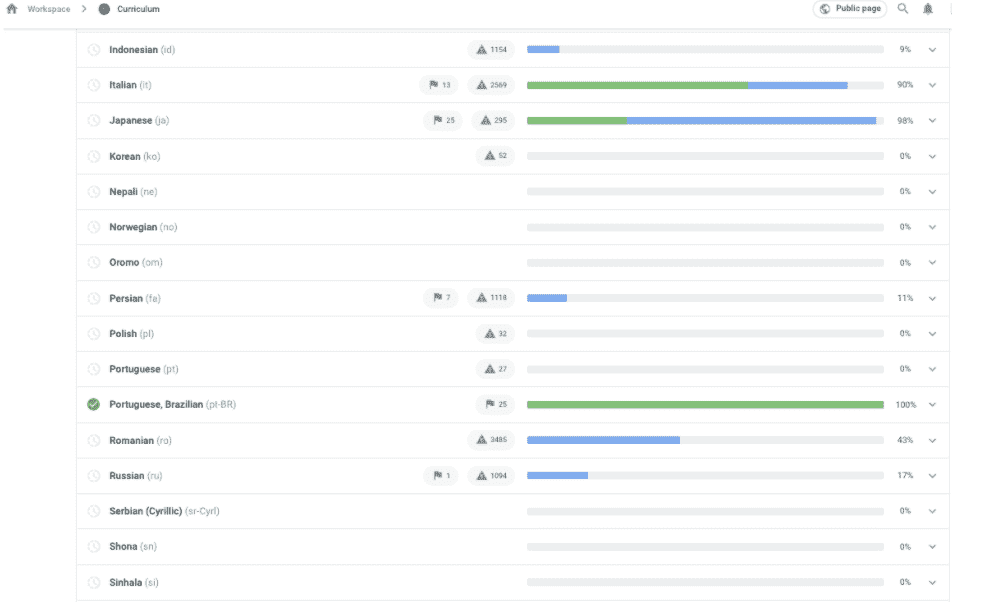 Workspace Curriculum Public page
Indonesian (id) 1154 9%
Italian (it) 13 2569 90%
Japanese (ja) 25 295 98%
Korean (ko) 52 0%
Nepali (ne) 0%
Norwegian (no) 0%
Oromo (om) 0%
Persian (fa) 7 1118 11%
Polish (pl) 32 0%
Portuguese (pt) 27 0%
Portuguese, Brazilian (pt-BR) 25 100%
Romanian (ro) 3485 43%
Russian (ru) 1 1094 17%
Serbian (Cyrillic) (sr-Cyrl) 0%
Shona (sn) 0%
Sinhala (si) 0%